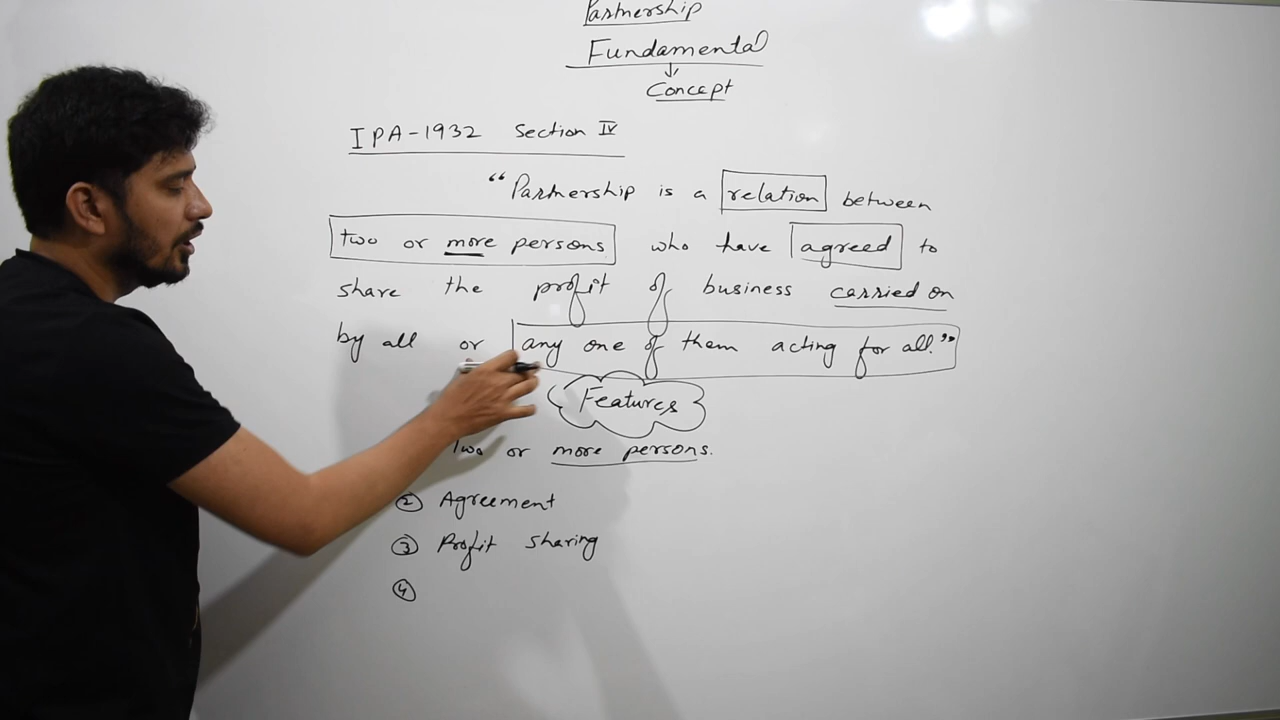 Partnership
Fundamental
Concept
IPA-1932 Section IV
"Partnership is a relation between
two or more persons who have agreed to
share the profit of business carried on
by all or any one of them acting for all."
Features
Two or more persons.
② Agreement
③ Profit sharing
④